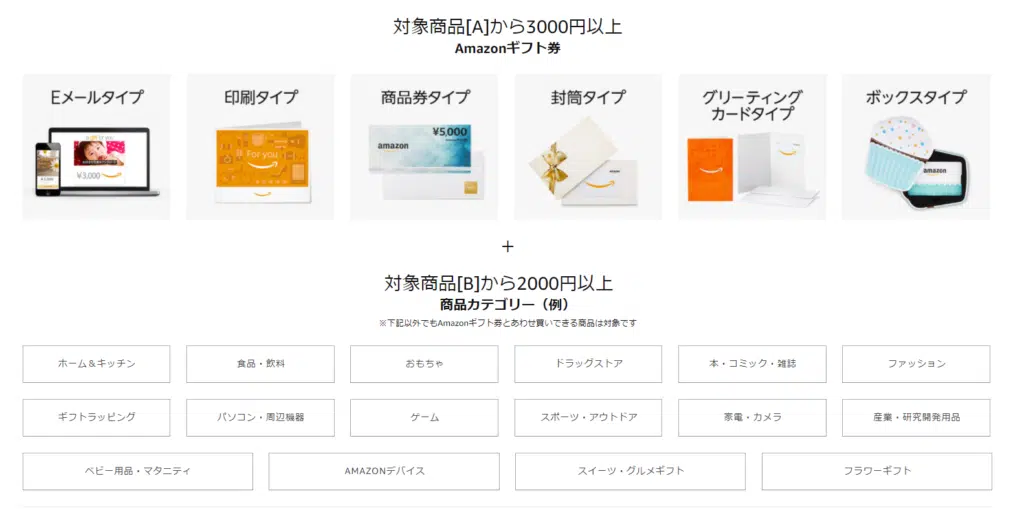 対象商品[A]から3000円以上
Amazonギフト券
Eメールタイプ
印刷タイプ
商品券タイプ
封筒タイプ
グリーティング
カードタイプ
ボックスタイプ
¥3,000
For you
¥5,000
amazon
amazon
amazon
+
対象商品[B]から2000円以上
商品カテゴリー（例）
※下記以外でもAmazonギフト券とあわせ買いできる商品は対象です
ホーム＆キッチン
食品・飲料
おもちゃ
ドラッグストア
本・コミック・雑誌
ファッション
ギフトラッピング
パソコン・周辺機器
ゲーム
スポーツ・アウトドア
家電・カメラ
産業・研究開発用品
ベビー用品・マタニティ
AMAZONデバイス
スイーツ・グルメギフト
フラワーギフト